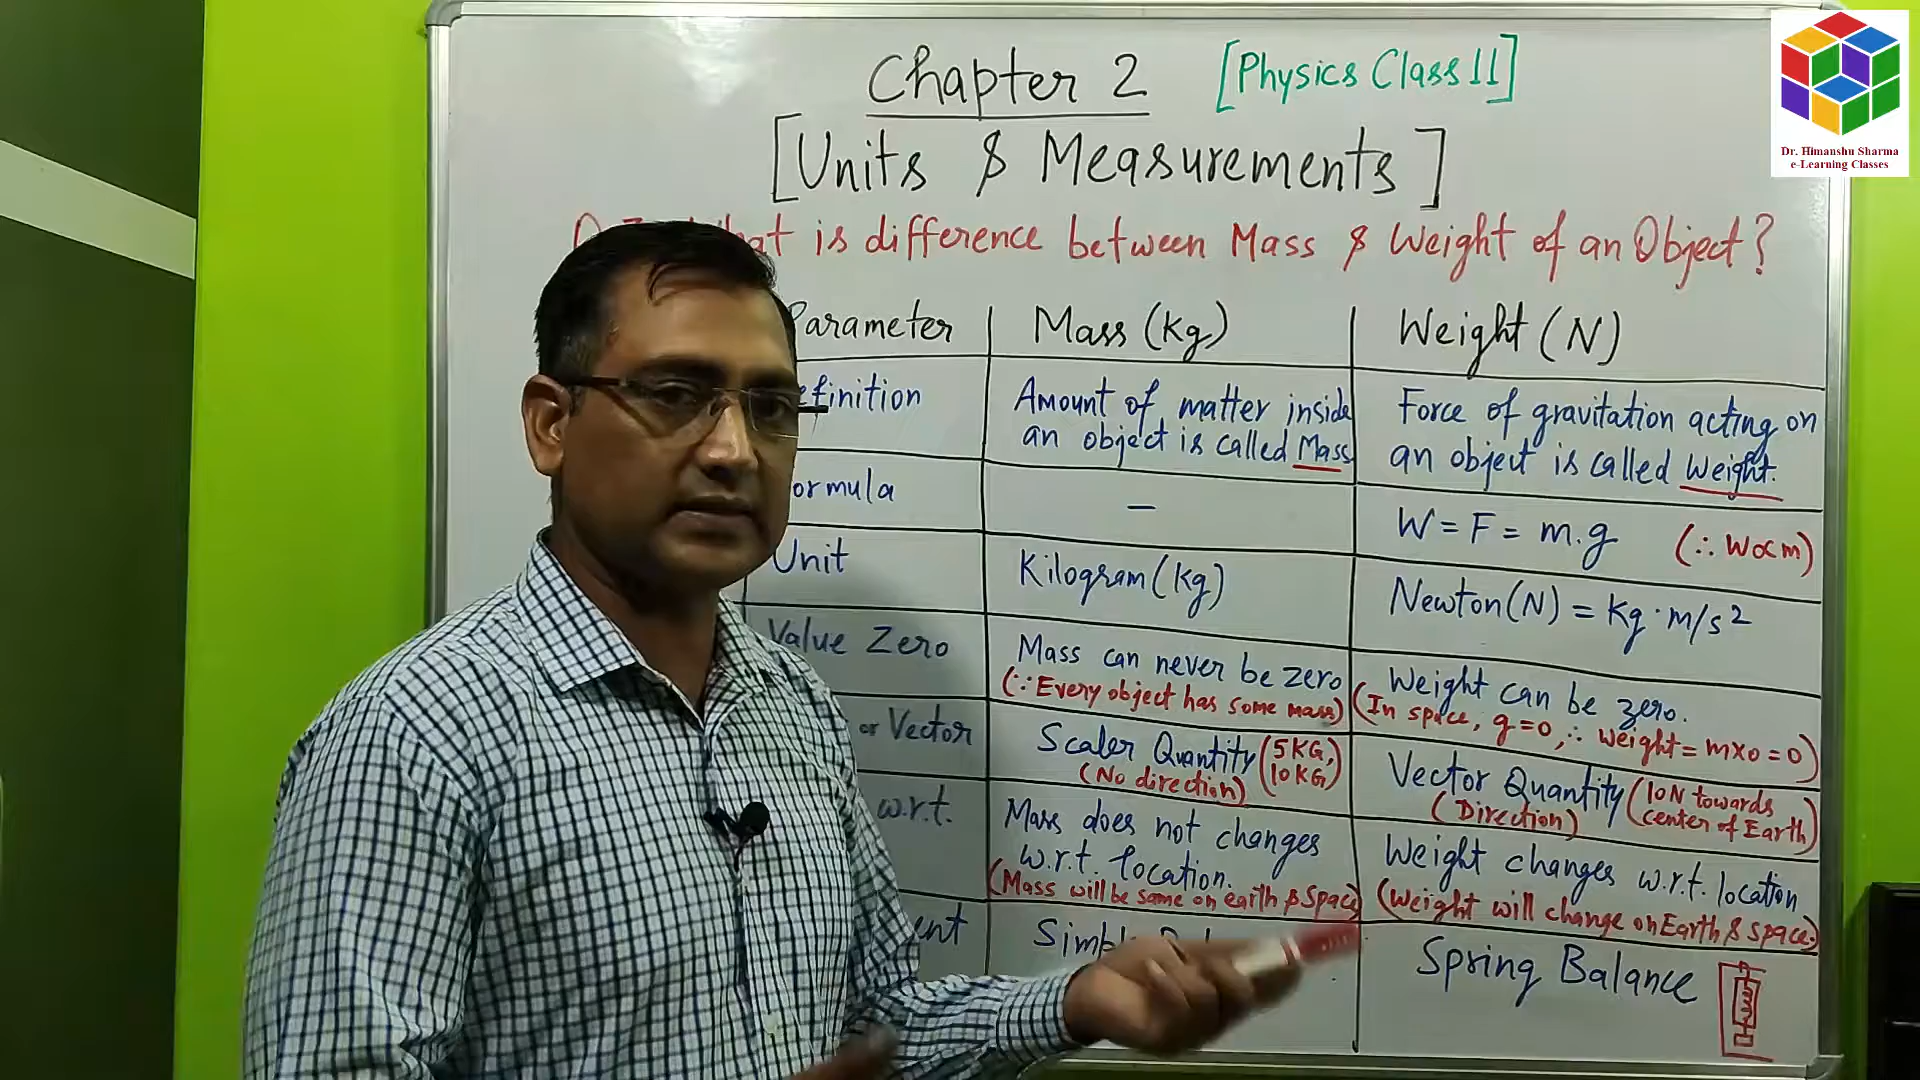 Chapter 2 [Physics Class 11]
[Units & Measurements]
is difference between Mass & Weight of an Object?
Parameter Mass (Kg) Weight (N)
efinition Amount of matter inside an object is called Mass Force of gravitation acting on an object is called Weight.
ormula — W = F = m.g (∴ W∝m)
Unit Kilogram (Kg) Newton (N) = Kg·m/s²
Value Zero Mass can never be zero (∵ Every object has some mass) Weight can be zero. (In space, g=0, ∴ weight = m×0=0)
or Vector Scaler Quantity (5KG, 10KG) (No direction) Vector Quantity (10N towards center of Earth) (Direction)
w.r.t. Mass does not changes w.r.t. location. (Mass will be same on earth & Space) Weight changes w.r.t. location (Weight will change on Earth & Space.)
ent Spring Balance
Dr. Himanshu Sharma
e-Learning Classes